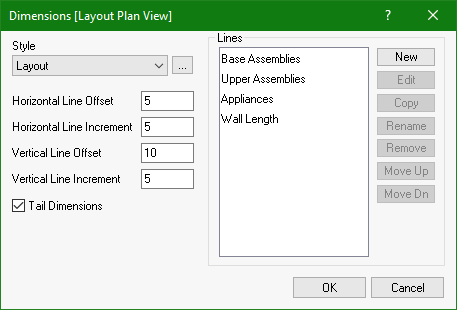 Dimensions [Layout Plan View]
?
Style
Layout
...
Horizontal Line Offset
5
Horizontal Line Increment
5
Vertical Line Offset
10
Vertical Line Increment
5
Tail Dimensions
Lines
Base Assemblies
Upper Assemblies
Appliances
Wall Length
New
Edit
Copy
Rename
Remove
Move Up
Move Dn
OK
Cancel